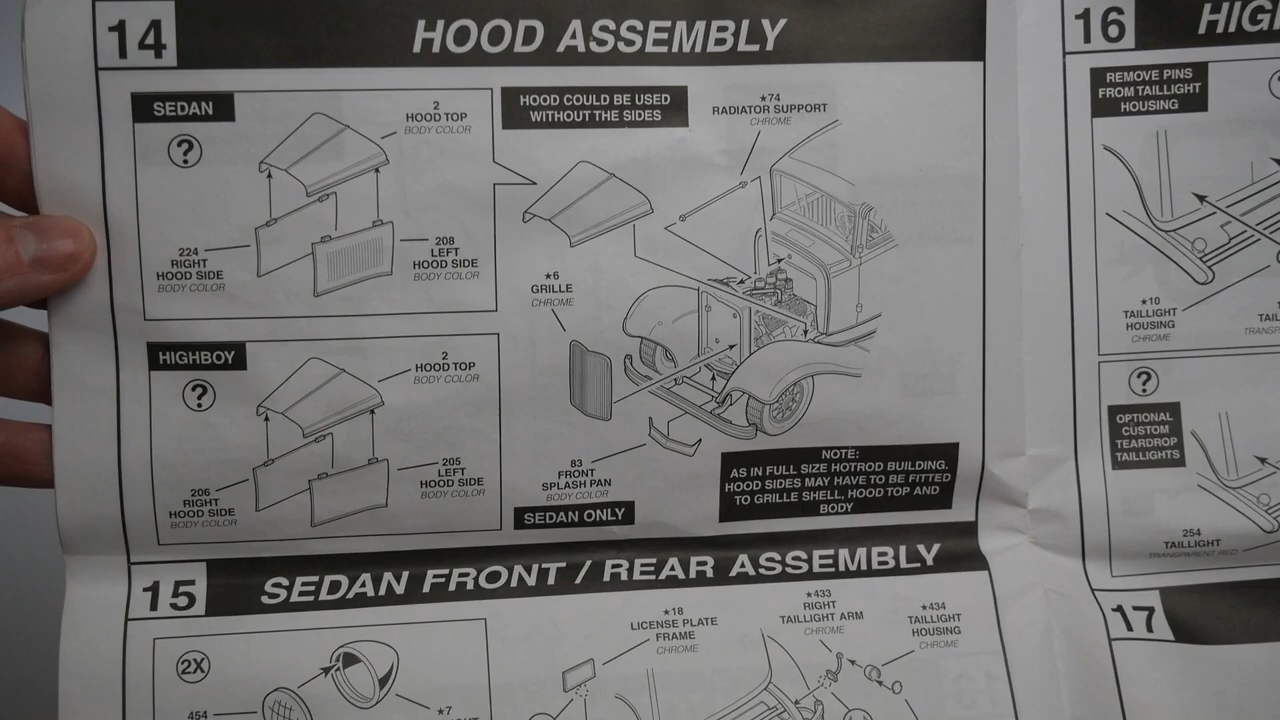 14
HOOD ASSEMBLY
SEDAN
?
2
HOOD TOP
BODY COLOR
224
RIGHT
HOOD SIDE
BODY COLOR
208
LEFT
HOOD SIDE
BODY COLOR
HOOD COULD BE USED
WITHOUT THE SIDES
★74
RADIATOR SUPPORT
CHROME
★6
GRILLE
CHROME
HIGHBOY
?
2
HOOD TOP
BODY COLOR
206
RIGHT
HOOD SIDE
BODY COLOR
205
LEFT
HOOD SIDE
BODY COLOR
83
FRONT
SPLASH PAN
BODY COLOR
SEDAN ONLY
NOTE:
AS IN FULL SIZE HOTROD BUILDING.
HOOD SIDES MAY HAVE TO BE FITTED
TO GRILLE SHELL, HOOD TOP AND
BODY
15
SEDAN FRONT / REAR ASSEMBLY
2X
454
★7
★18
LICENSE PLATE
FRAME
CHROME
★433
RIGHT
TAILLIGHT ARM
CHROME
★434
TAILLIGHT
HOUSING
CHROME
16
REMOVE PINS
FROM TAILLIGHT
HOUSING
★10
TAILLIGHT
HOUSING
CHROME
?
OPTIONAL
CUSTOM
TEARDROP
TAILLIGHTS
254
TAILLIGHT
TRANSPARENT RED
17